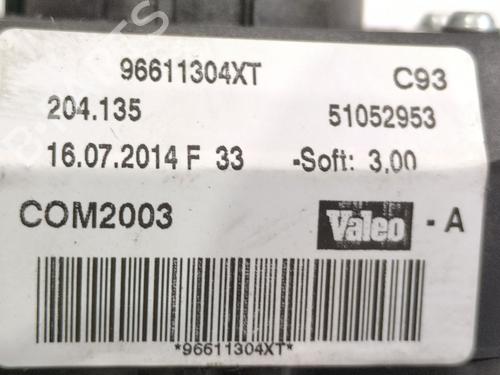 96611304XT C93
204.135 51052953
16.07.2014 F 33 -Soft: 3.00
COM2003 Valeo - A
*96611304XT*